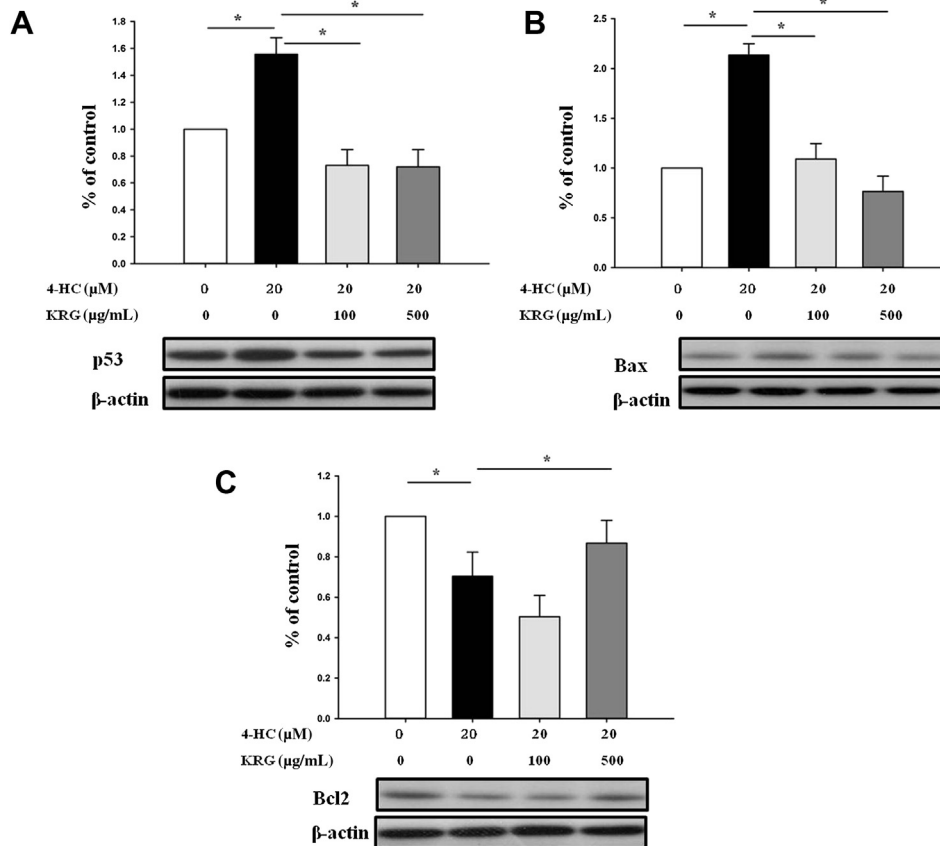 A
*
*
*
1.8
1.6
1.4
1.2
1.0
0.8
0.6
0.4
0.2
0.0
% of control
4-HC (µM) 0 20 20 20
KRG (µg/mL) 0 0 100 500
p53
β-actin
B
*
*
*
2.5
2.0
1.5
1.0
0.5
0.0
% of control
4-HC (µM) 0 20 20 20
KRG (µg/mL) 0 0 100 500
Bax
β-actin
C
*
*
1.2
1.0
0.8
0.6
0.4
0.2
0.0
% of control
4-HC (µM) 0 20 20 20
KRG (µg/mL) 0 0 100 500
Bcl2
β-actin